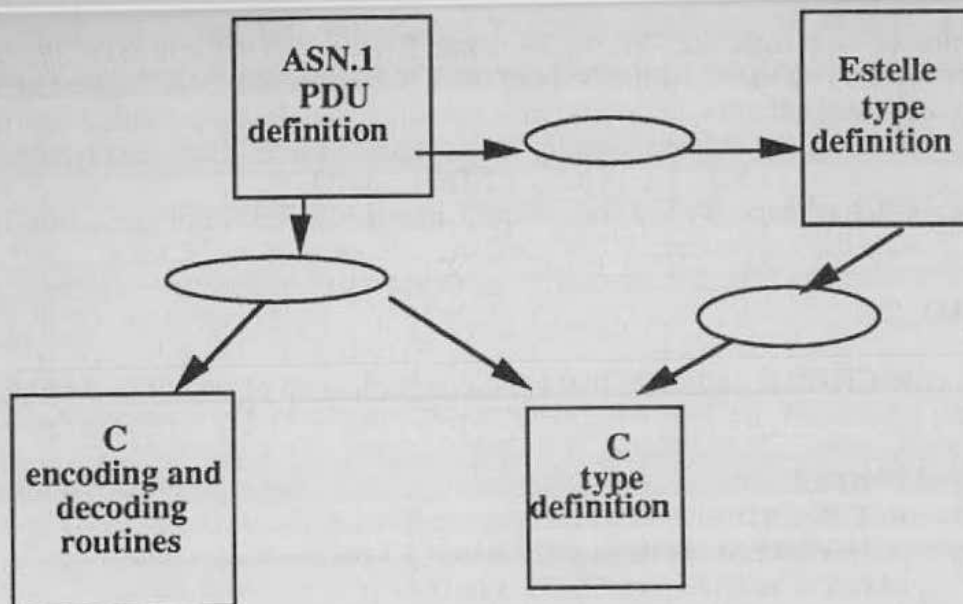 ASN.1
PDU
definition
Estelle
type
definition
C
encoding and
decoding
routines
C
type
definition